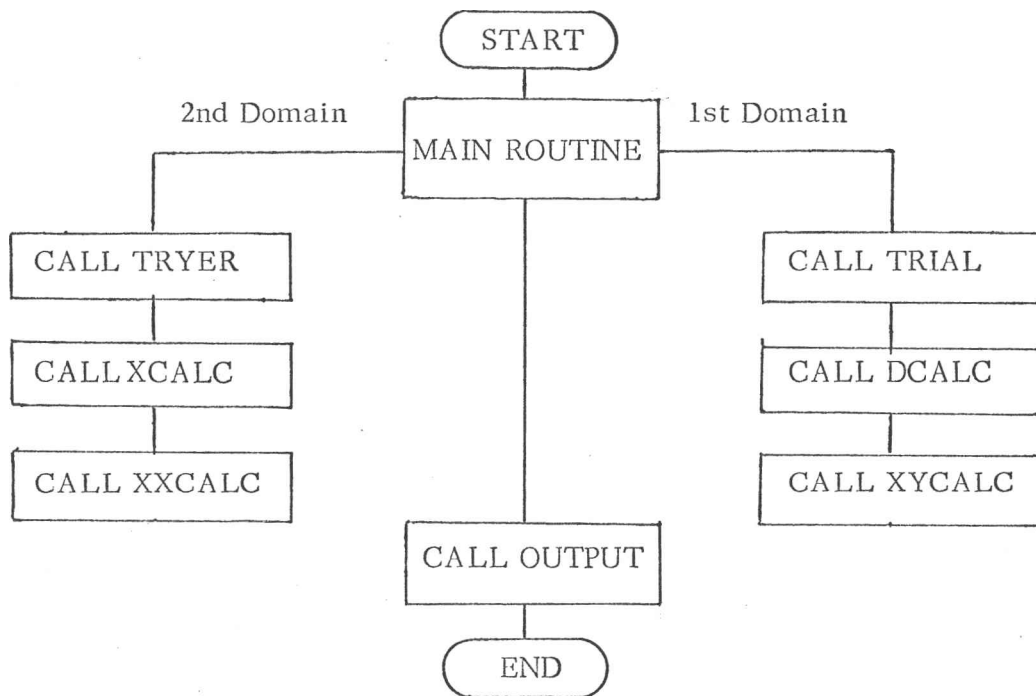 START
2nd Domain
1st Domain
MAIN ROUTINE
CALL TRYER
CALL TRIAL
CALL XCALC
CALL DCALC
CALL XXCALC
CALL XYCALC
CALL OUTPUT
END